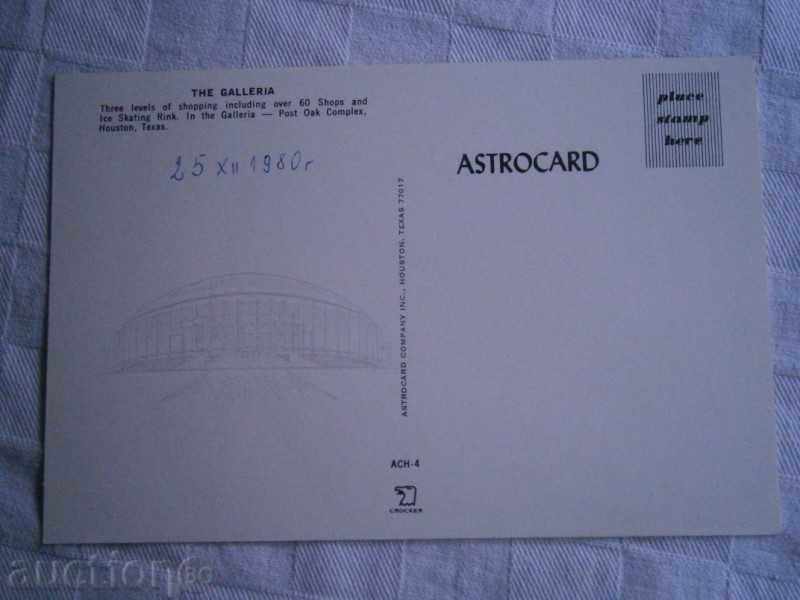 THE GALLERIA
Three levels of shopping including over 60 Shops and
Ice Skating Rink. In the Galleria — Post Oak Complex,
Houston, Texas.
25 XII 1980 г
ASTROCARD COMPANY INC., HOUSTON, TEXAS 77017
ACH-4
CROCKER
ASTROCARD
place
stamp
here
auction.bg